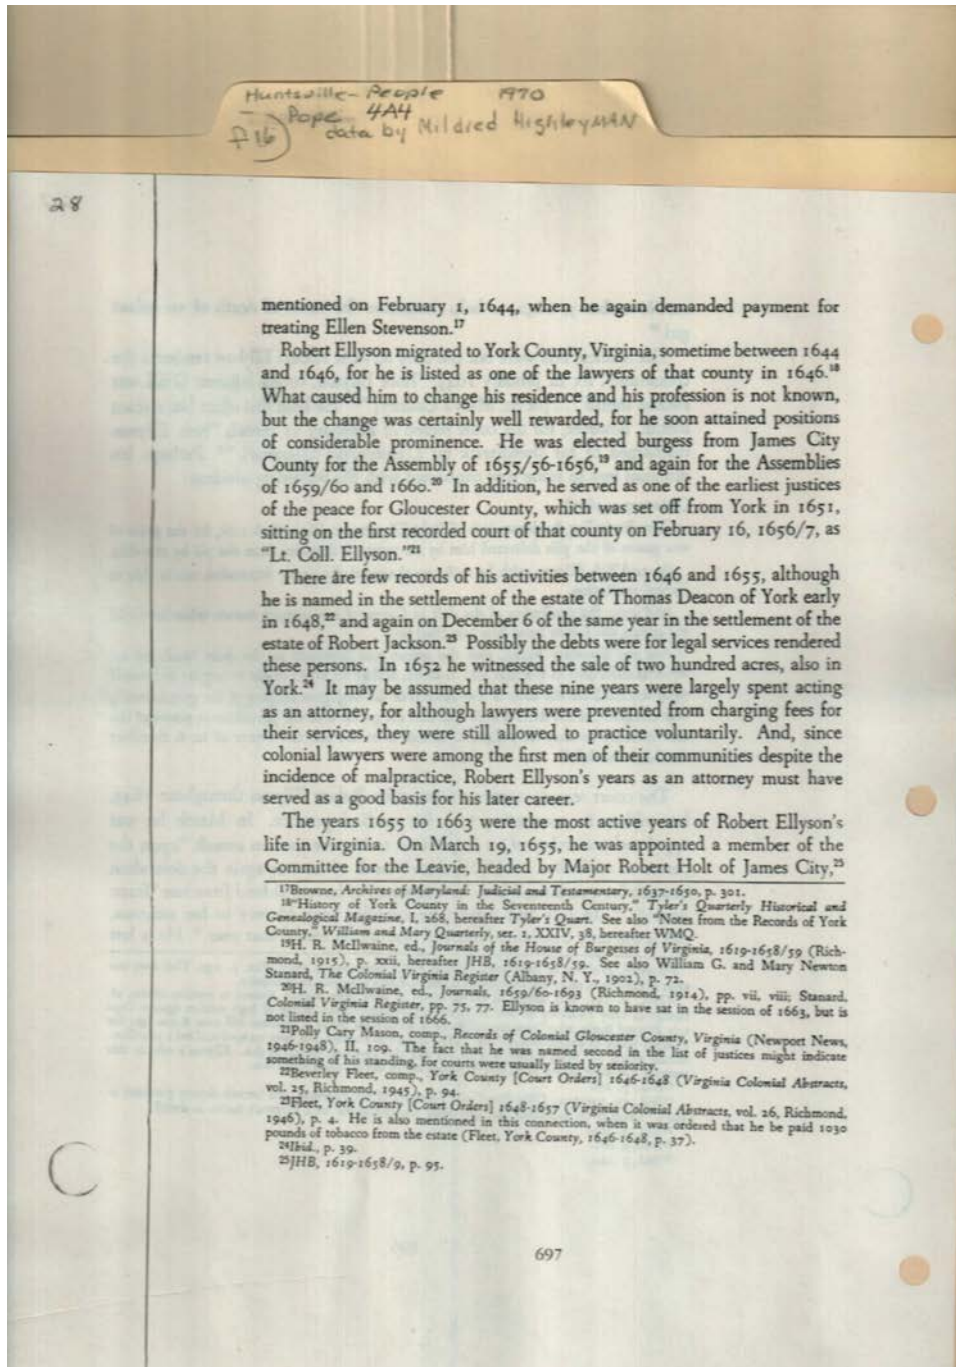 Huntsville - People 1970
Pope 4A4
F16 data by Mildred Highleyman
28
mentioned on February 1, 1644, when he again demanded payment for
treating Ellen Stevenson.17
Robert Ellyson migrated to York County, Virginia, sometime between 1644
and 1646, for he is listed as one of the lawyers of that county in 1646.18
What caused him to change his residence and his profession is not known,
but the change was certainly well rewarded, for he soon attained positions
of considerable prominence. He was elected burgess from James City
County for the Assembly of 1655/56-1656,19 and again for the Assemblies
of 1659/60 and 1660.20 In addition, he served as one of the earliest justices
of the peace for Gloucester County, which was set off from York in 1651,
sitting on the first recorded court of that county on February 16, 1656/7, as
"Lt. Coll. Ellyson."21
There are few records of his activities between 1646 and 1655, although
he is named in the settlement of the estate of Thomas Deacon of York early
in 1648,22 and again on December 6 of the same year in the settlement of the
estate of Robert Jackson.23 Possibly the debts were for legal services rendered
these persons. In 1652 he witnessed the sale of two hundred acres, also in
York.24 It may be assumed that these nine years were largely spent acting
as an attorney, for although lawyers were prevented from charging fees for
their services, they were still allowed to practice voluntarily. And, since
colonial lawyers were among the first men of their communities despite the
incidence of malpractice, Robert Ellyson's years as an attorney must have
served as a good basis for his later career.
The years 1655 to 1663 were the most active years of Robert Ellyson's
life in Virginia. On March 19, 1655, he was appointed a member of the
Committee for the Leavie, headed by Major Robert Holt of James City,25
17Browne, Archives of Maryland: Judicial and Testamentary, 1637-1650, p. 301.
18"History of York County in the Seventeenth Century," Tyler's Quarterly Historical and
Genealogical Magazine, I, 268, hereafter Tyler's Quart. See also "Notes from the Records of York
County," William and Mary Quarterly, ser. 1, XXIV, 38, hereafter WMQ.
19H. R. McIlwaine, ed., Journals of the House of Burgesses of Virginia, 1619-1658/59 (Rich-
mond, 1915), p. xxii, hereafter JHB, 1619-1658/59. See also William G. and Mary Newton
Stanard, The Colonial Virginia Register (Albany, N. Y., 1902), p. 72.
20H. R. McIlwaine, ed., Journals, 1659/60-1693 (Richmond, 1914), pp. vii, viii; Stanard,
Colonial Virginia Register, pp. 75, 77. Ellyson is known to have sat in the session of 1663, but is
not listed in the session of 1666.
21Polly Cary Mason, comp., Records of Colonial Gloucester County, Virginia (Newport News,
1946-1948), II, 109. The fact that he was named second in the list of justices might indicate
something of his standing, for courts were usually listed by seniority.
22Beverley Fleet, comp., York County [Court Orders] 1646-1648 (Virginia Colonial Abstracts,
vol. 25, Richmond, 1945), p. 94.
23Fleet, York County [Court Orders] 1648-1657 (Virginia Colonial Abstracts, vol. 26, Richmond,
1946), p. 4. He is also mentioned in this connection, when it was ordered that he be paid 1030
pounds of tobacco from the estate (Fleet, York County, 1646-1648, p. 37).
24Ibid., p. 39.
25JHB, 1619-1658/9, p. 95.
697